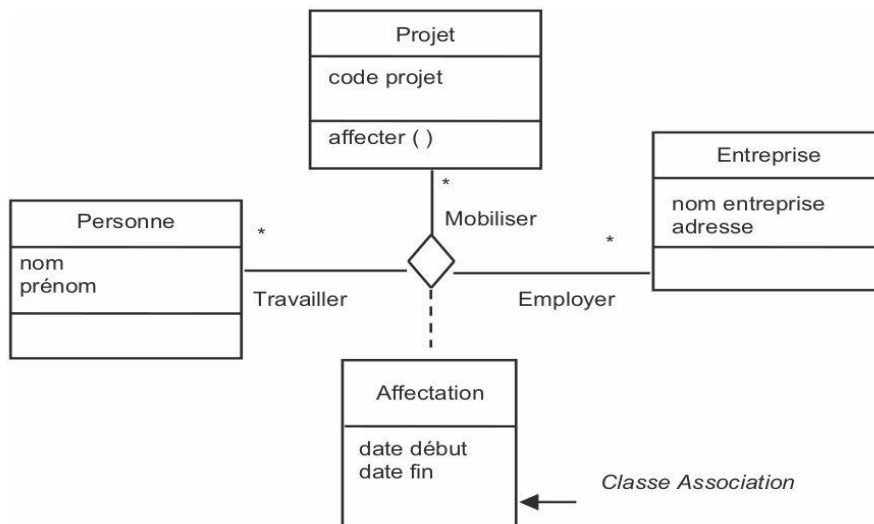 Projet
code projet
affecter ( )
Entreprise
nom entreprise
adresse
Personne
nom
prénom
*
*
*
Mobiliser
Travailler
Employer
Affectation
date début
date fin
Classe Association